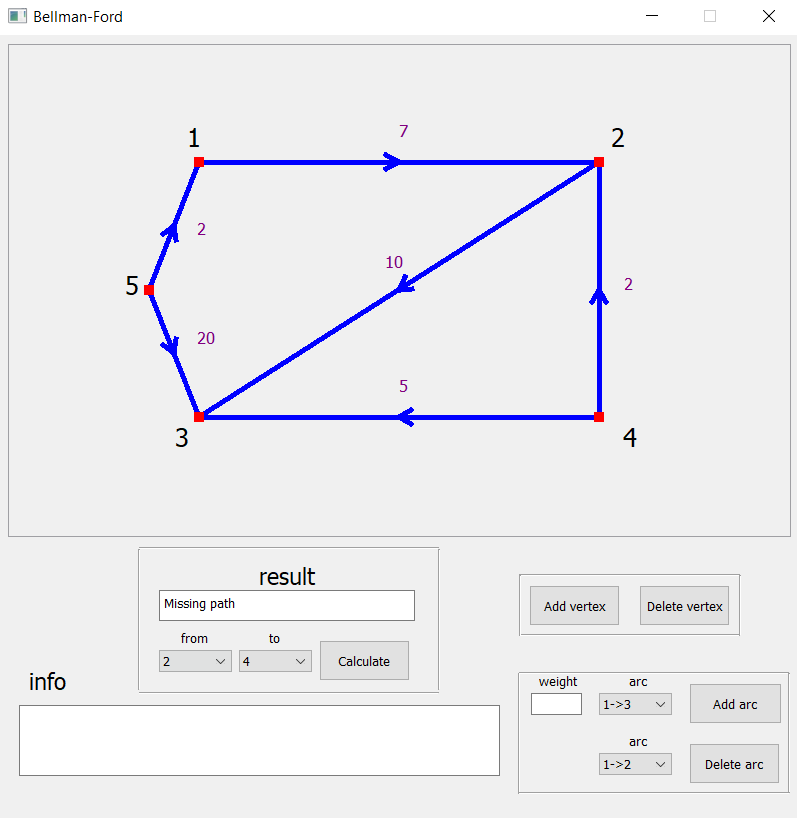 Bellman-Ford
7
1
2
2
10
5
2
20
5
3
4
result
Missing path
from
to
2
4
Calculate
Add vertex
Delete vertex
info
weight
arc
1->3
Add arc
arc
1->2
Delete arc